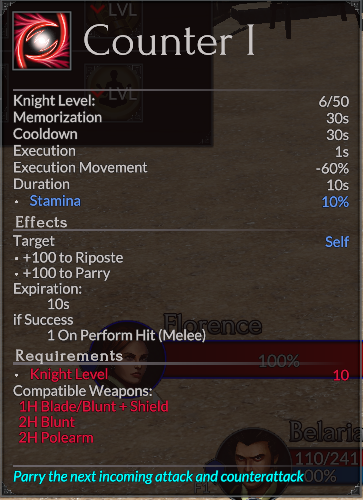 LVL
Counter I
LVL
Knight Level: 6/50
Memorization 30s
Cooldown 30s
Execution 1s
Execution Movement -60%
Duration 10s
• Stamina 10%
Effects
Target Self
• +100 to Riposte
• +100 to Parry
Expiration:
10s
if Success
1 On Perform Hit (Melee)
Florence
Requirements
100%
• Knight Level 10
Compatible Weapons:
1H Blade/Blunt + Shield
2H Blunt
2H Polearm
Belaria
110/241
Parry the next incoming attack and counterattack
100%